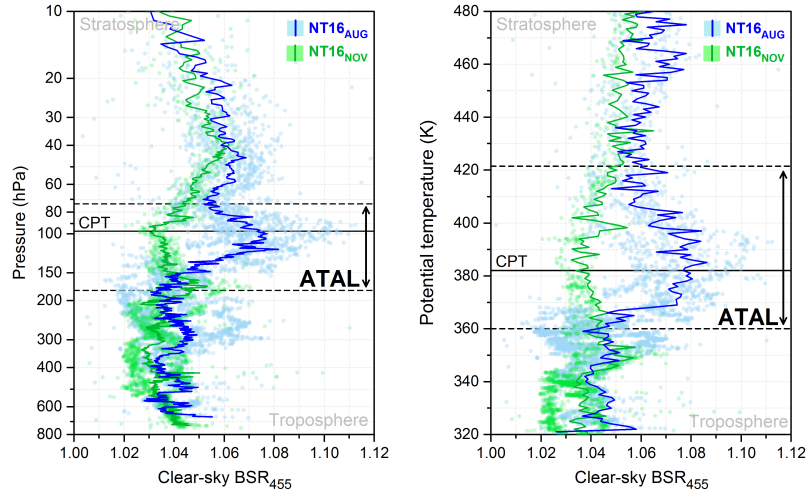 Stratosphere
NT16AUG
NT16NOV
CPT
ATAL
Troposphere
10
20
30
40
60
80
100
150
200
300
400
600
800
Pressure (hPa)
1.00 1.02 1.04 1.06 1.08 1.10 1.12
Clear-sky BSR455
Stratosphere
NT16AUG
NT16NOV
CPT
ATAL
Troposphere
480
460
440
420
400
380
360
340
320
Potential temperature (K)
1.00 1.02 1.04 1.06 1.08 1.10 1.12
Clear-sky BSR455